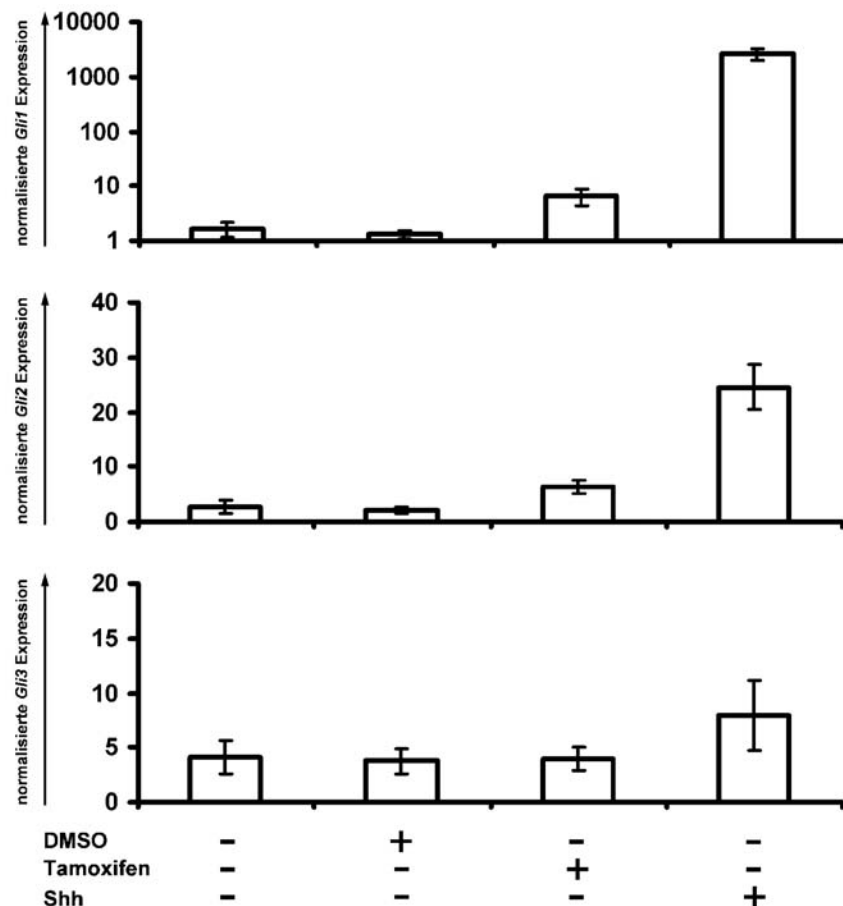 normalisierte Gli1 Expression
10000
1000
100
10
1
normalisierte Gli2 Expression
40
30
20
10
0
normalisierte Gli3 Expression
20
15
10
5
0
DMSO - + - -
Tamoxifen - - + -
Shh - - - +